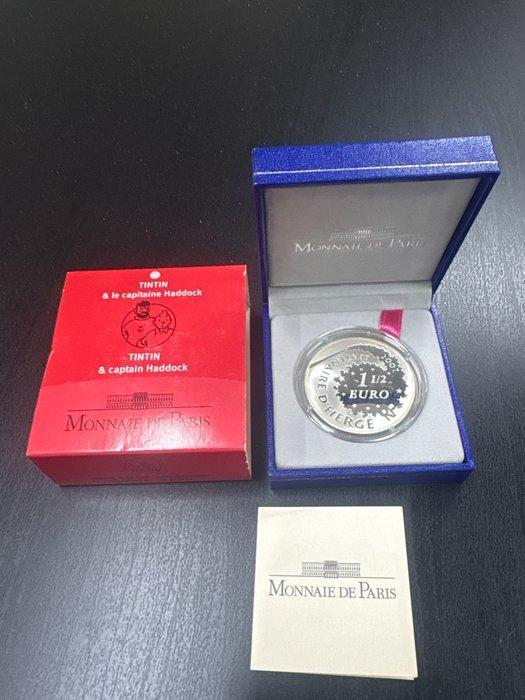 TINTIN
& le capitaine Haddock
TINTIN
& captain Haddock
MONNAIE DE PARIS
MONNAIE DE PARIS
1 1/2
EURO
D'HERGÉ
RF
MONNAIE DE PARIS